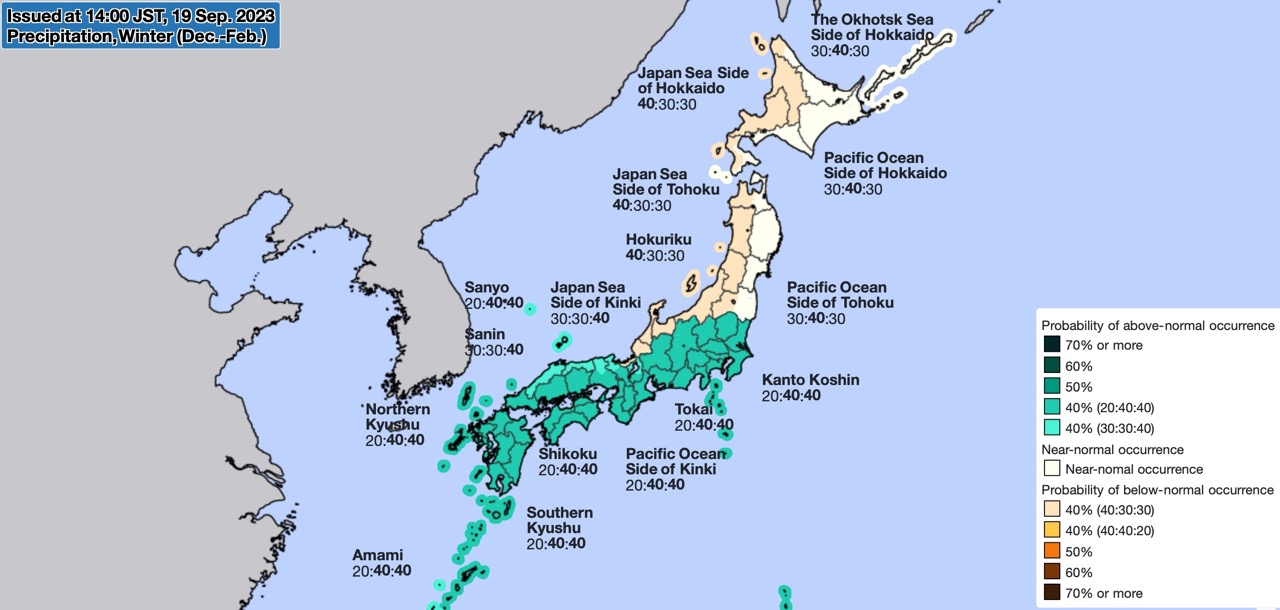 Issued at 14:00 JST, 19 Sep. 2023
Precipitation,Winter (Dec.-Feb.)
The Okhotsk Sea
Side of Hokkaido
30:40:30
Japan Sea Side
of Hokkaido
40:30:30
Pacific Ocean
Side of Hokkaido
30:40:30
Japan Sea
Side of Tohoku
40:30:30
Hokuriku
40:30:30
Sanyo
20:40:40
Japan Sea
Side of Kinki
30:30:40
Pacific Ocean
Side of Tohoku
30:40:30
Sanin
30:30:40
Kanto Koshin
20:40:40
Northern
Kyushu
20:40:40
Tokai
20:40:40
Shikoku
20:40:40
Pacific Ocean
Side of Kinki
20:40:40
Southern
Kyushu
20:40:40
Amami
20:40:40
Probability of above-normal occurrence
70% or more
60%
50%
40% (20:40:40)
40% (30:30:40)
Near-normal occurrence
Near-nomal occurrence
Probability of below-normal occurrence
40% (40:30:30)
40% (40:40:20)
50%
60%
70% or more